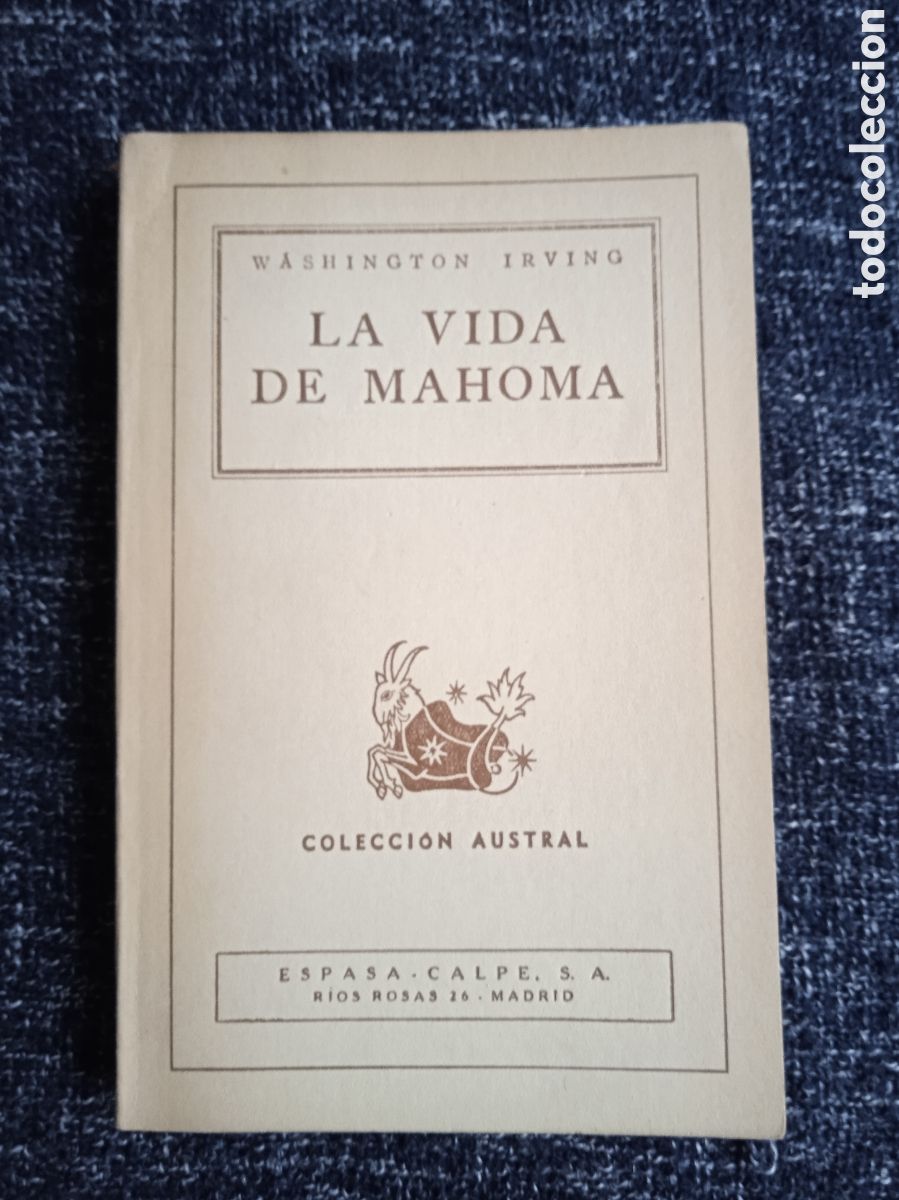 WÁSHINGTON IRVING
LA VIDA
DE MAHOMA
COLECCIÓN AUSTRAL
ESPASA-CALPE, S. A.
RÍOS ROSAS 26 - MADRID
todocoleccion